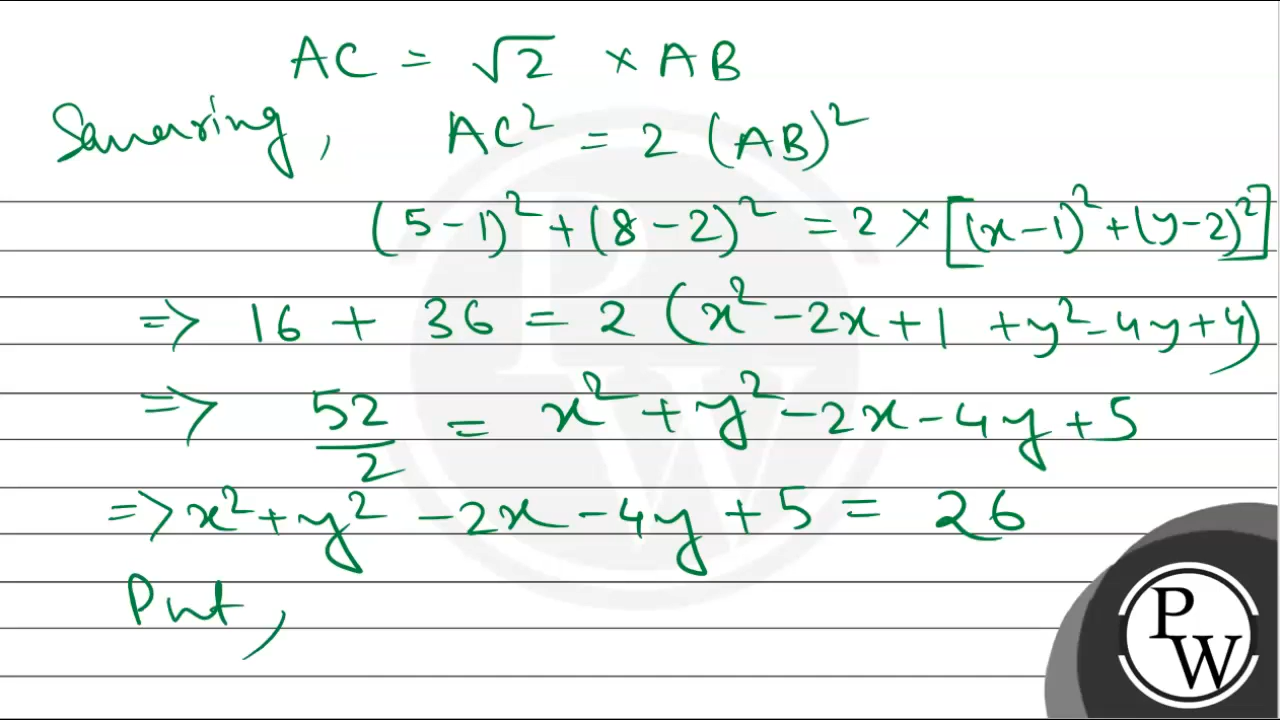 AC = √2 × AB
Squaring, AC² = 2 (AB)²
(5-1)² + (8-2)² = 2 × [(x-1)² + (y-2)²]
⇒ 16 + 36 = 2 (x² - 2x + 1 + y² - 4y + 4)
⇒ 52/2 = x² + y² - 2x - 4y + 5
⇒ x² + y² - 2x - 4y + 5 = 26
Put,
P
W